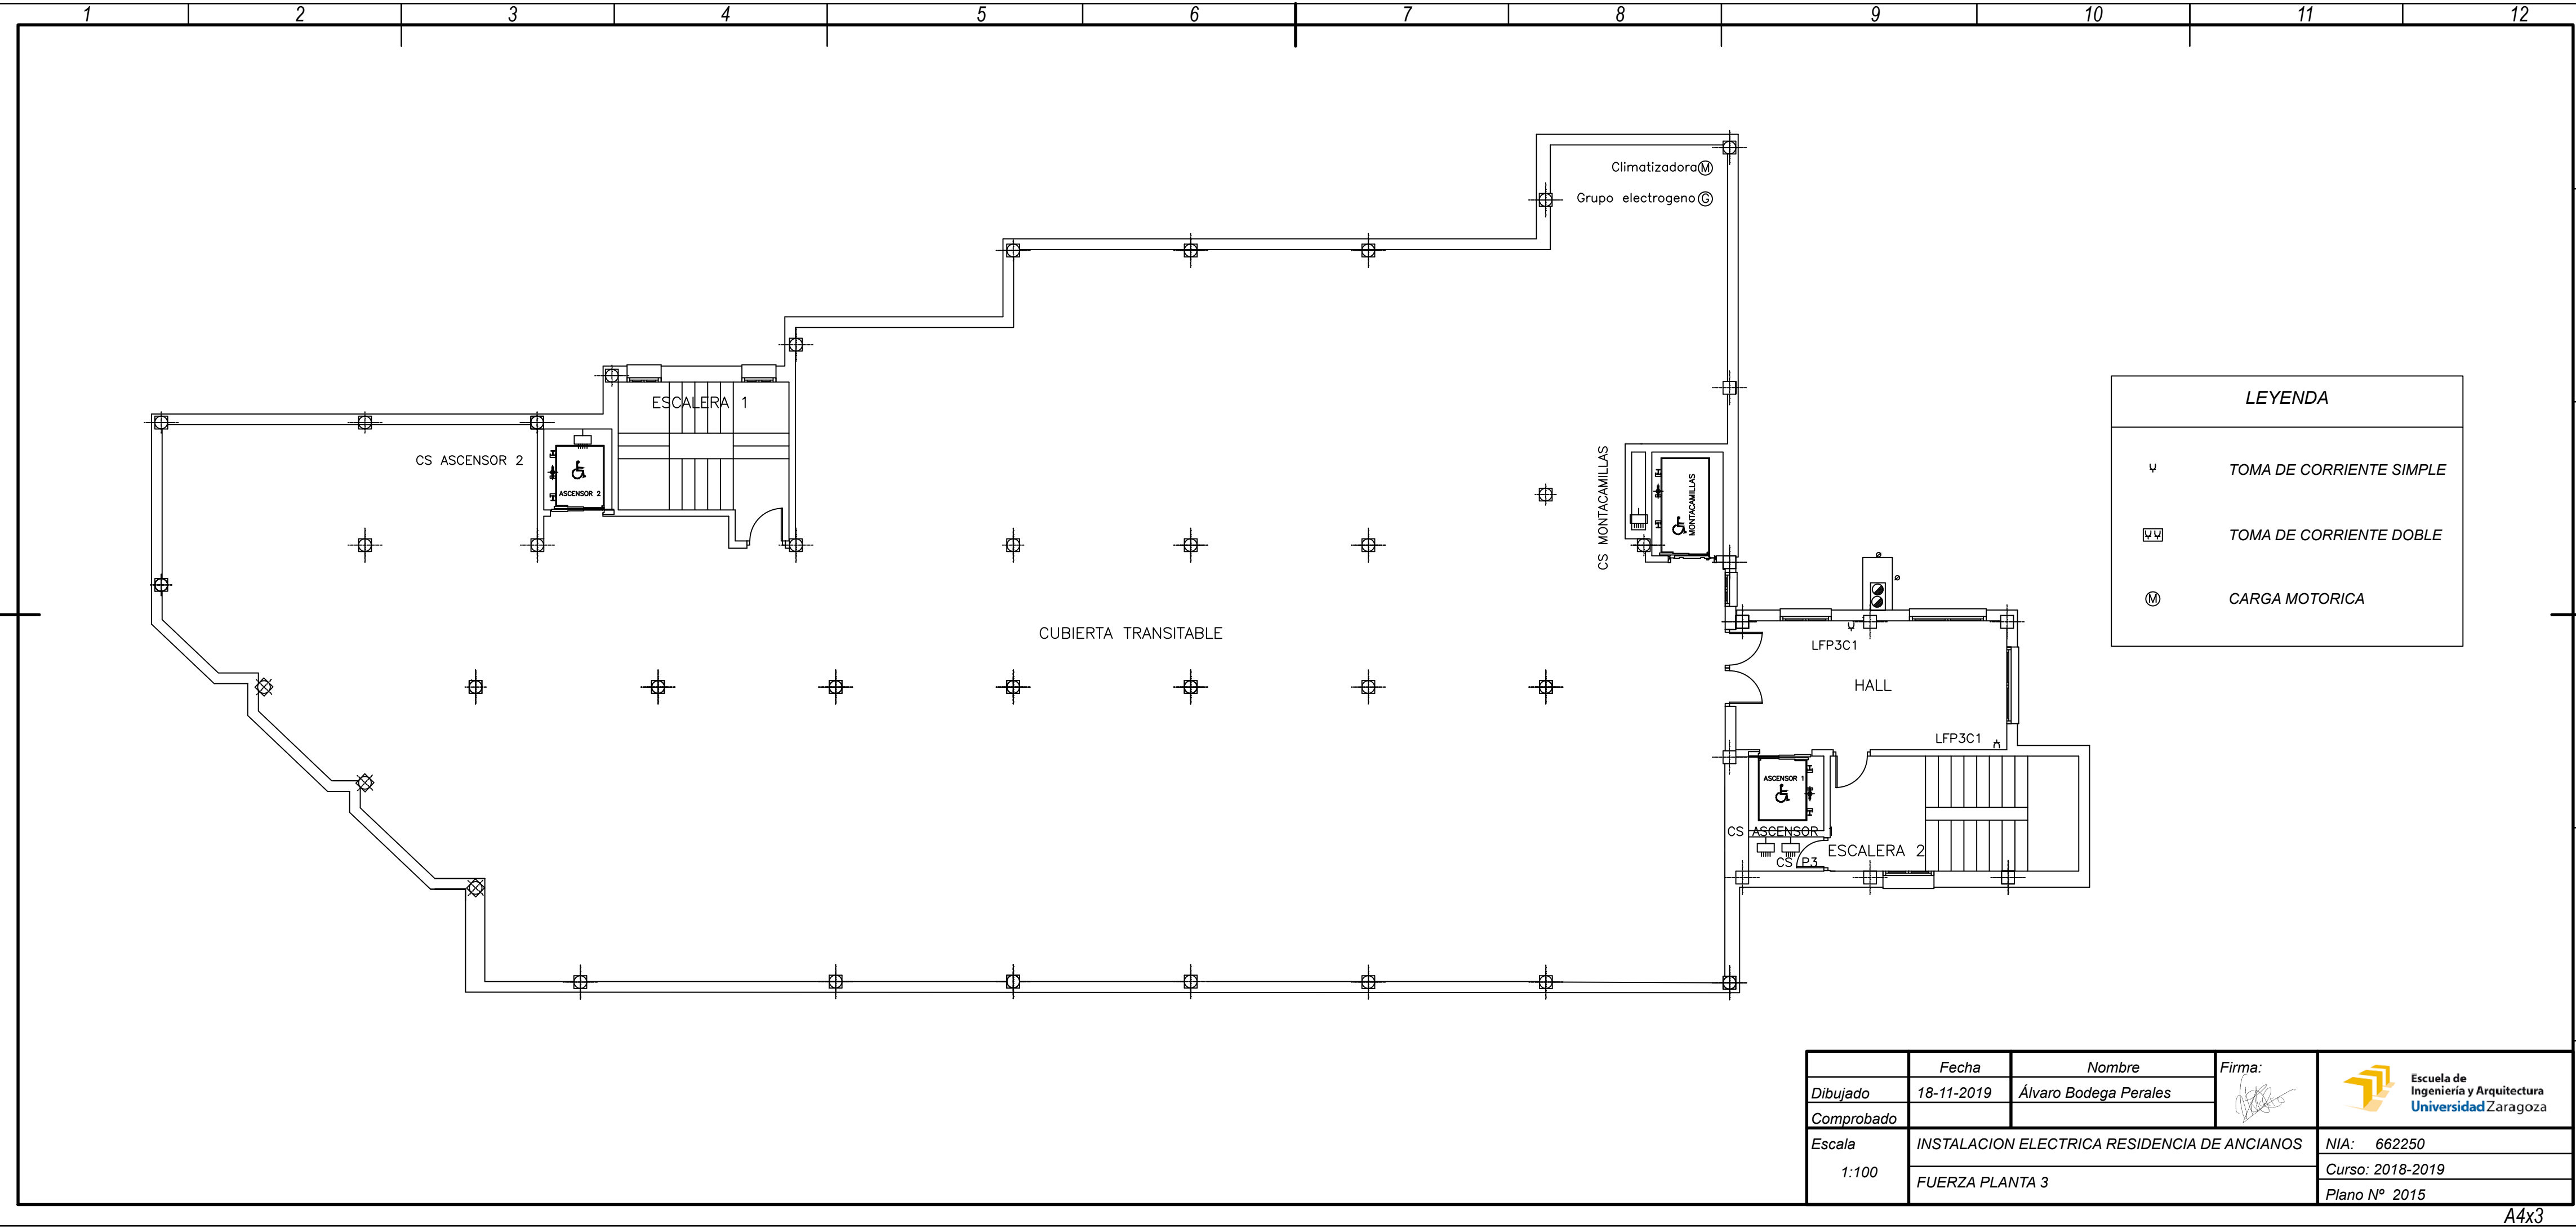 1 2 3 4 5 6 7 8 9 10 11 12
Climatizadora M
Grupo electrogeno G
ESCALERA 1
CS ASCENSOR 2
ASCENSOR 2
CS MONTACAMILLAS
MONTACAMILLAS
CUBIERTA TRANSITABLE
LFP3C1
HALL
LFP3C1
ASCENSOR 1
CS ASCENSOR 1
CS P3
ESCALERA 2
LEYENDA
TOMA DE CORRIENTE SIMPLE
TOMA DE CORRIENTE DOBLE
M CARGA MOTORICA
Fecha Nombre Firma:
Dibujado 18-11-2019 Álvaro Bodega Perales
Comprobado
Escala
1:100
INSTALACION ELECTRICA RESIDENCIA DE ANCIANOS
FUERZA PLANTA 3
Escuela de
Ingeniería y Arquitectura
Universidad Zaragoza
NIA: 662250
Curso: 2018-2019
Plano Nº 2015
A4x3